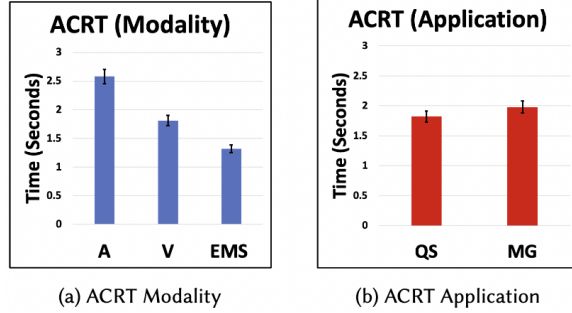 ACRT (Modality)
3
2.5
2
1.5
1
0.5
0
Time (Seconds)
A V EMS
(a) ACRT Modality
ACRT (Application)
3
2.5
2
1.5
1
0.5
0
Time (Seconds)
QS MG
(b) ACRT Application